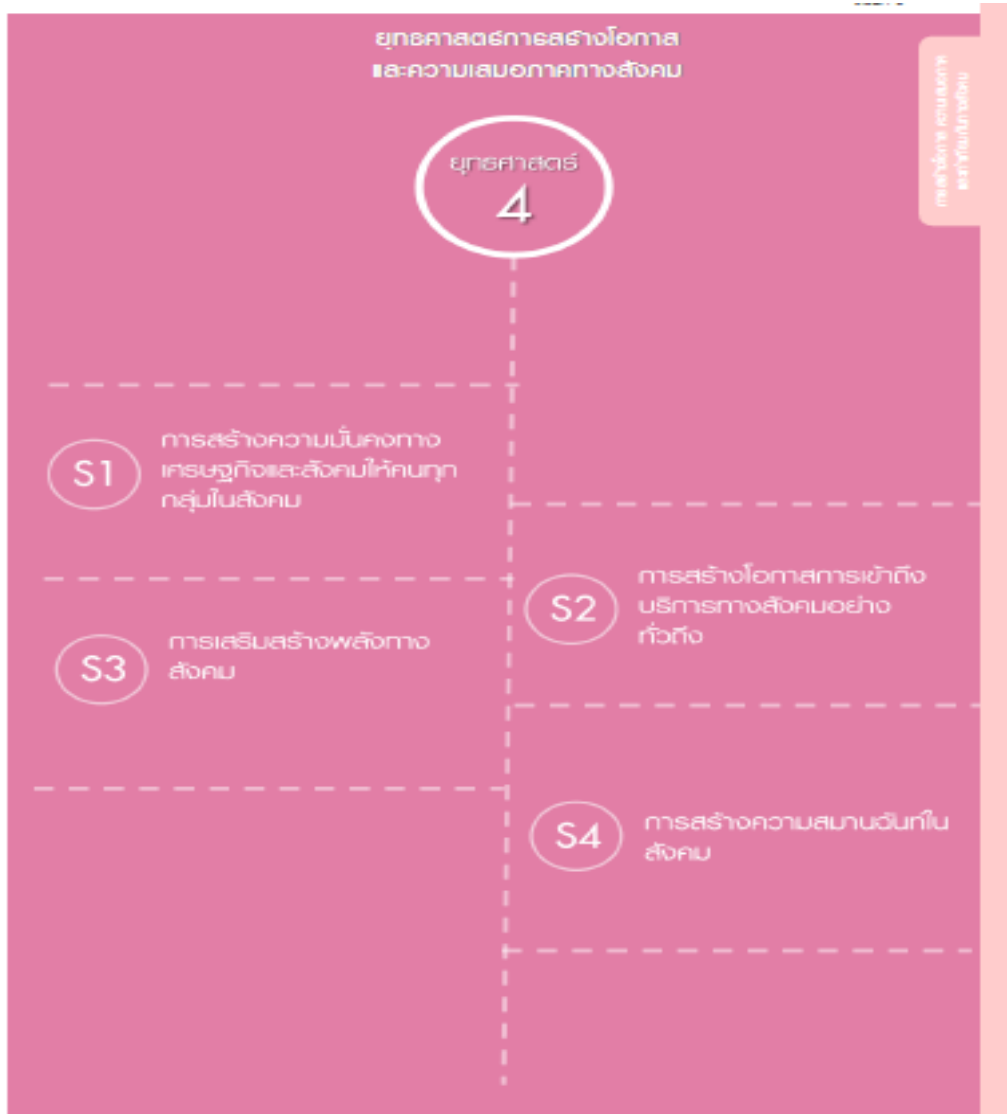 ยุทธศาสตร์การสร้างโอกาส
และความเสมอภาคทางสังคม
ยุทธศาสตร์
4
S1
การสร้างความมั่นคงทาง
เศรษฐกิจและสังคมให้คนทุก
กลุ่มในสังคม
S2
การสร้างโอกาสการเข้าถึง
บริการทางสังคมอย่าง
ทั่วถึง
S3
การเสริมสร้างพลังทาง
สังคม
S4
การสร้างความสมานฉันท์ใน
สังคม